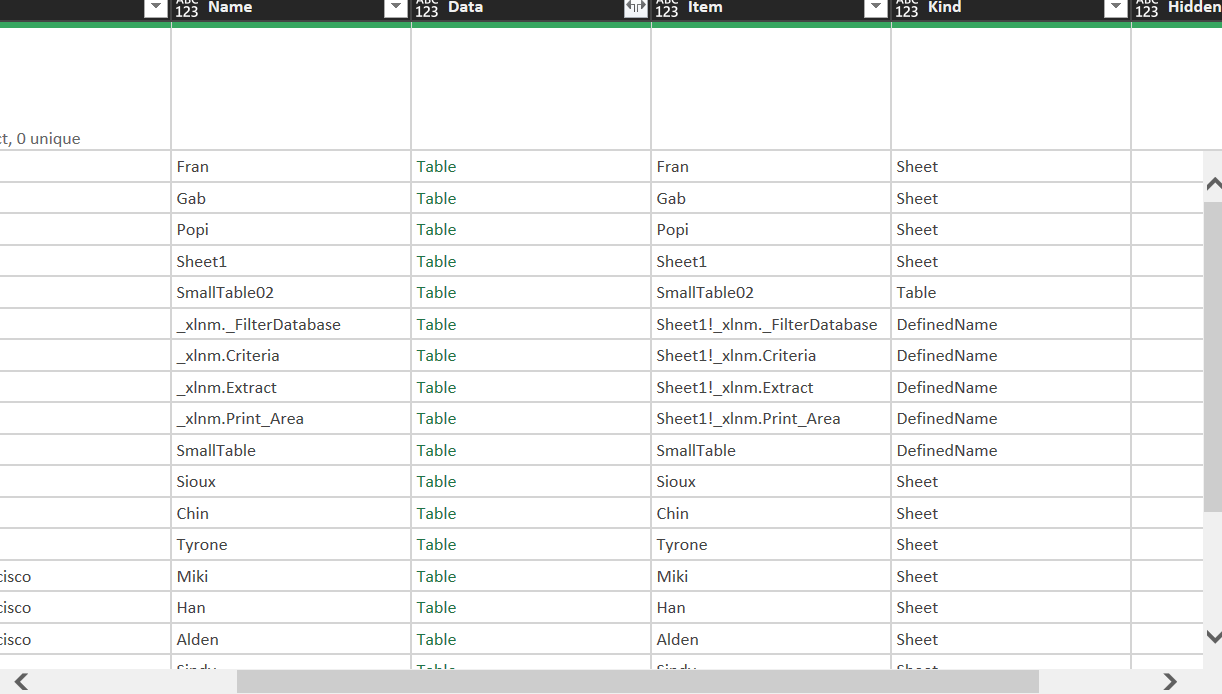 ABC 123 Name ABC 123 Data ABC 123 Item ABC 123 Kind ABC 123 Hidden
ct, 0 unique
Fran Table Fran Sheet
Gab Table Gab Sheet
Popi Table Popi Sheet
Sheet1 Table Sheet1 Sheet
SmallTable02 Table SmallTable02 Table
_xlnm._FilterDatabase Table Sheet1!_xlnm._FilterDatabase DefinedName
_xlnm.Criteria Table Sheet1!_xlnm.Criteria DefinedName
_xlnm.Extract Table Sheet1!_xlnm.Extract DefinedName
_xlnm.Print_Area Table Sheet1!_xlnm.Print_Area DefinedName
SmallTable Table SmallTable DefinedName
Sioux Table Sioux Sheet
Chin Table Chin Sheet
Tyrone Table Tyrone Sheet
cisco Miki Table Miki Sheet
cisco Han Table Han Sheet
cisco Alden Table Alden Sheet
Sindy Table Sindy Sheet